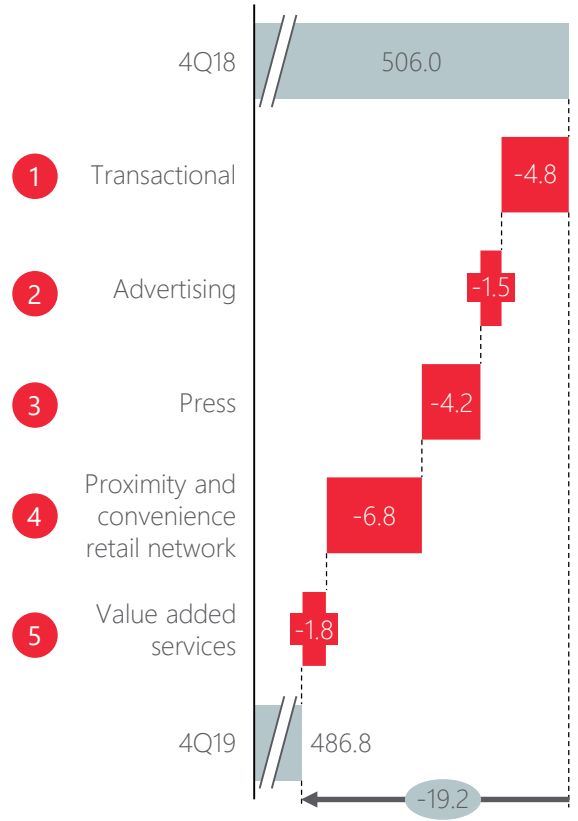 4Q18 506.0
1 Transactional -4.8
2 Advertising -1.5
3 Press -4.2
Proximity and
4 convenience -6.8
retail network
Value added
5 services -1.8
4Q19 486.8
-19.2